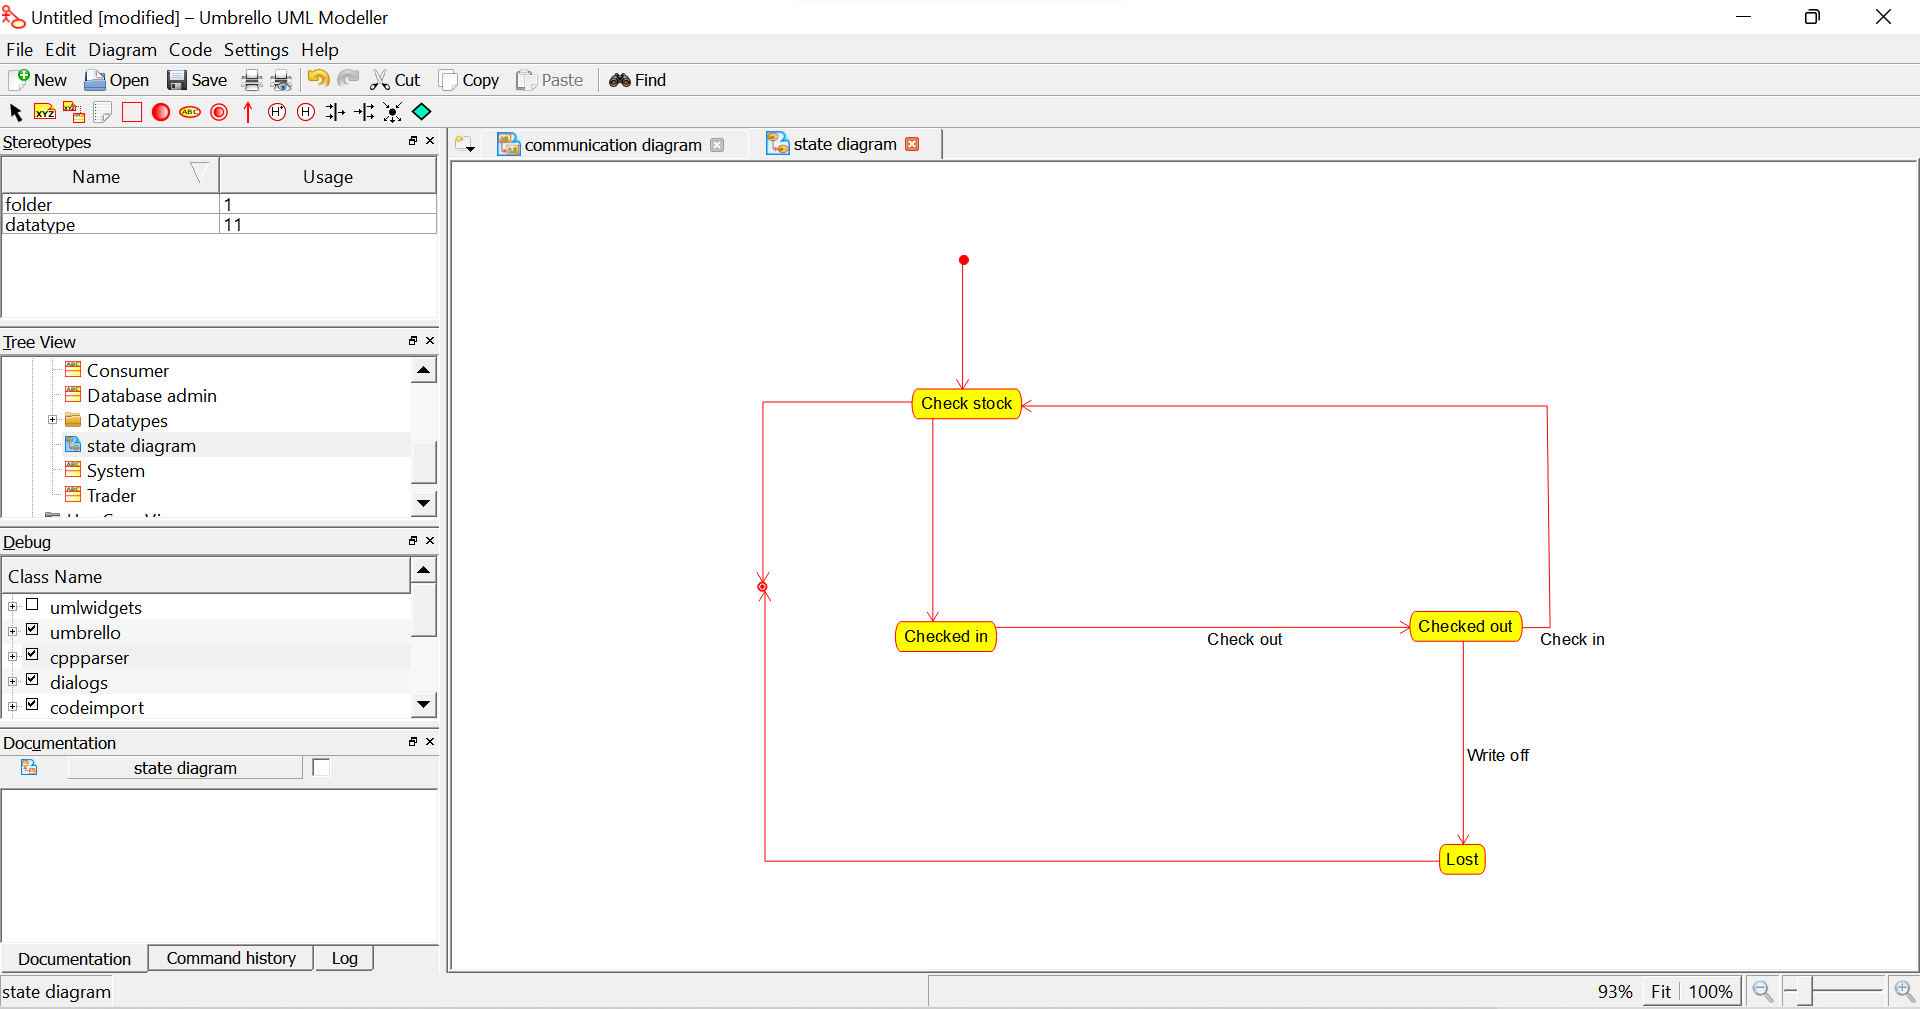 Untitled [modified] – Umbrello UML Modeller
File Edit Diagram Code Settings Help
New Open Save Cut Copy Paste Find
XYZ XYZ ABC H* H
Stereotypes
communication diagram state diagram
Name Usage
folder 1
datatype 11
Tree View
Consumer
Database admin
Datatypes
state diagram
System
Trader
Debug
Class Name
umlwidgets
umbrello
cppparser
dialogs
codeimport
Documentation
state diagram
Documentation Command history Log
Check stock
Checked in
Check out
Checked out
Check in
Write off
Lost
state diagram
93% Fit 100%